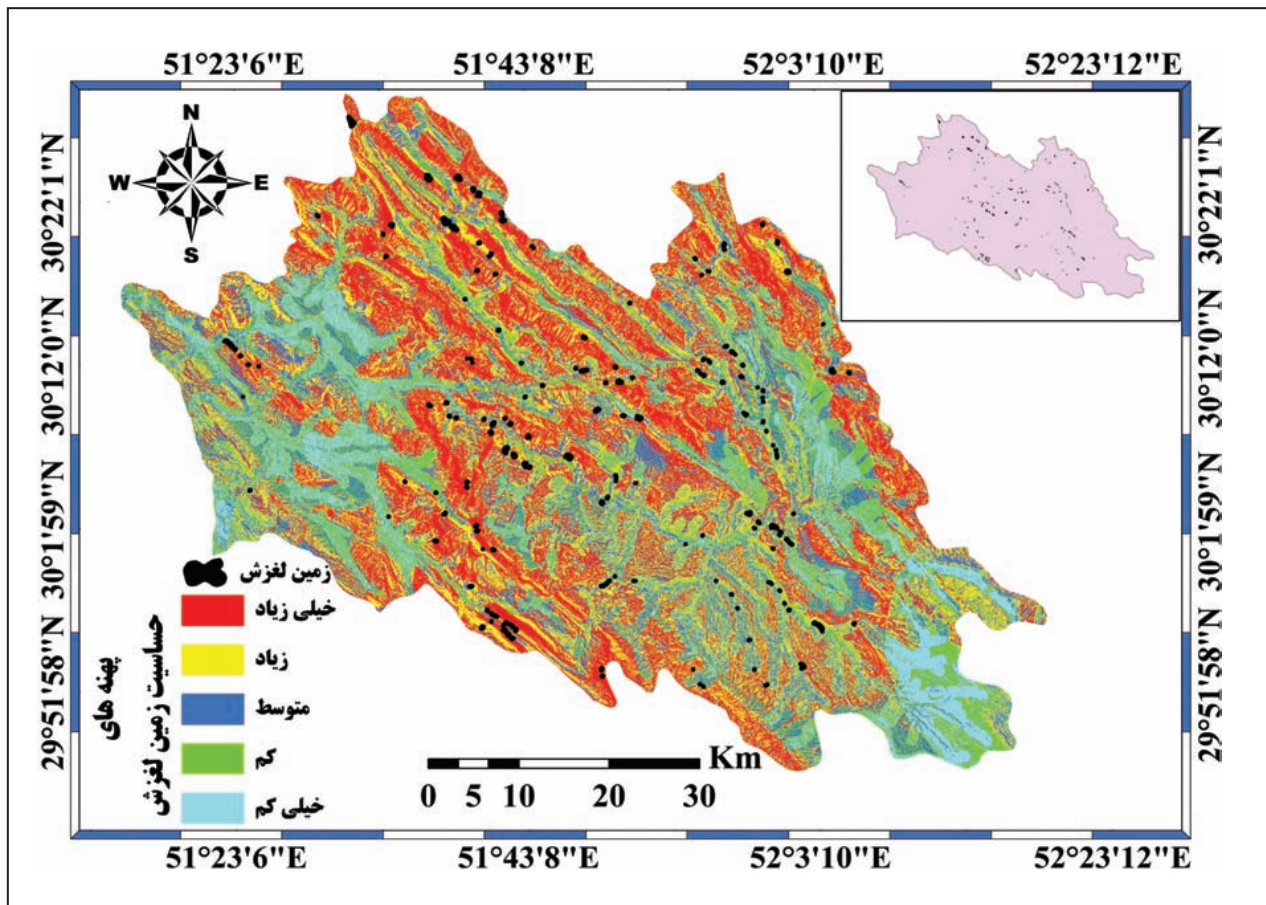 51°23'6"E 51°43'8"E 52°3'10"E 52°23'12"E
N
W E
S
30°22'1"N
30°12'0"N
30°1'59"N
29°51'58"N
30°22'1"N
30°12'0"N
30°1'59"N
29°51'58"N
پهنه های
حساسیت زمین لغزش
زمین لغزش
خیلی زیاد
زیاد
متوسط
کم
خیلی کم
Km
0 5 10 20 30
51°23'6"E 51°43'8"E 52°3'10"E 52°23'12"E